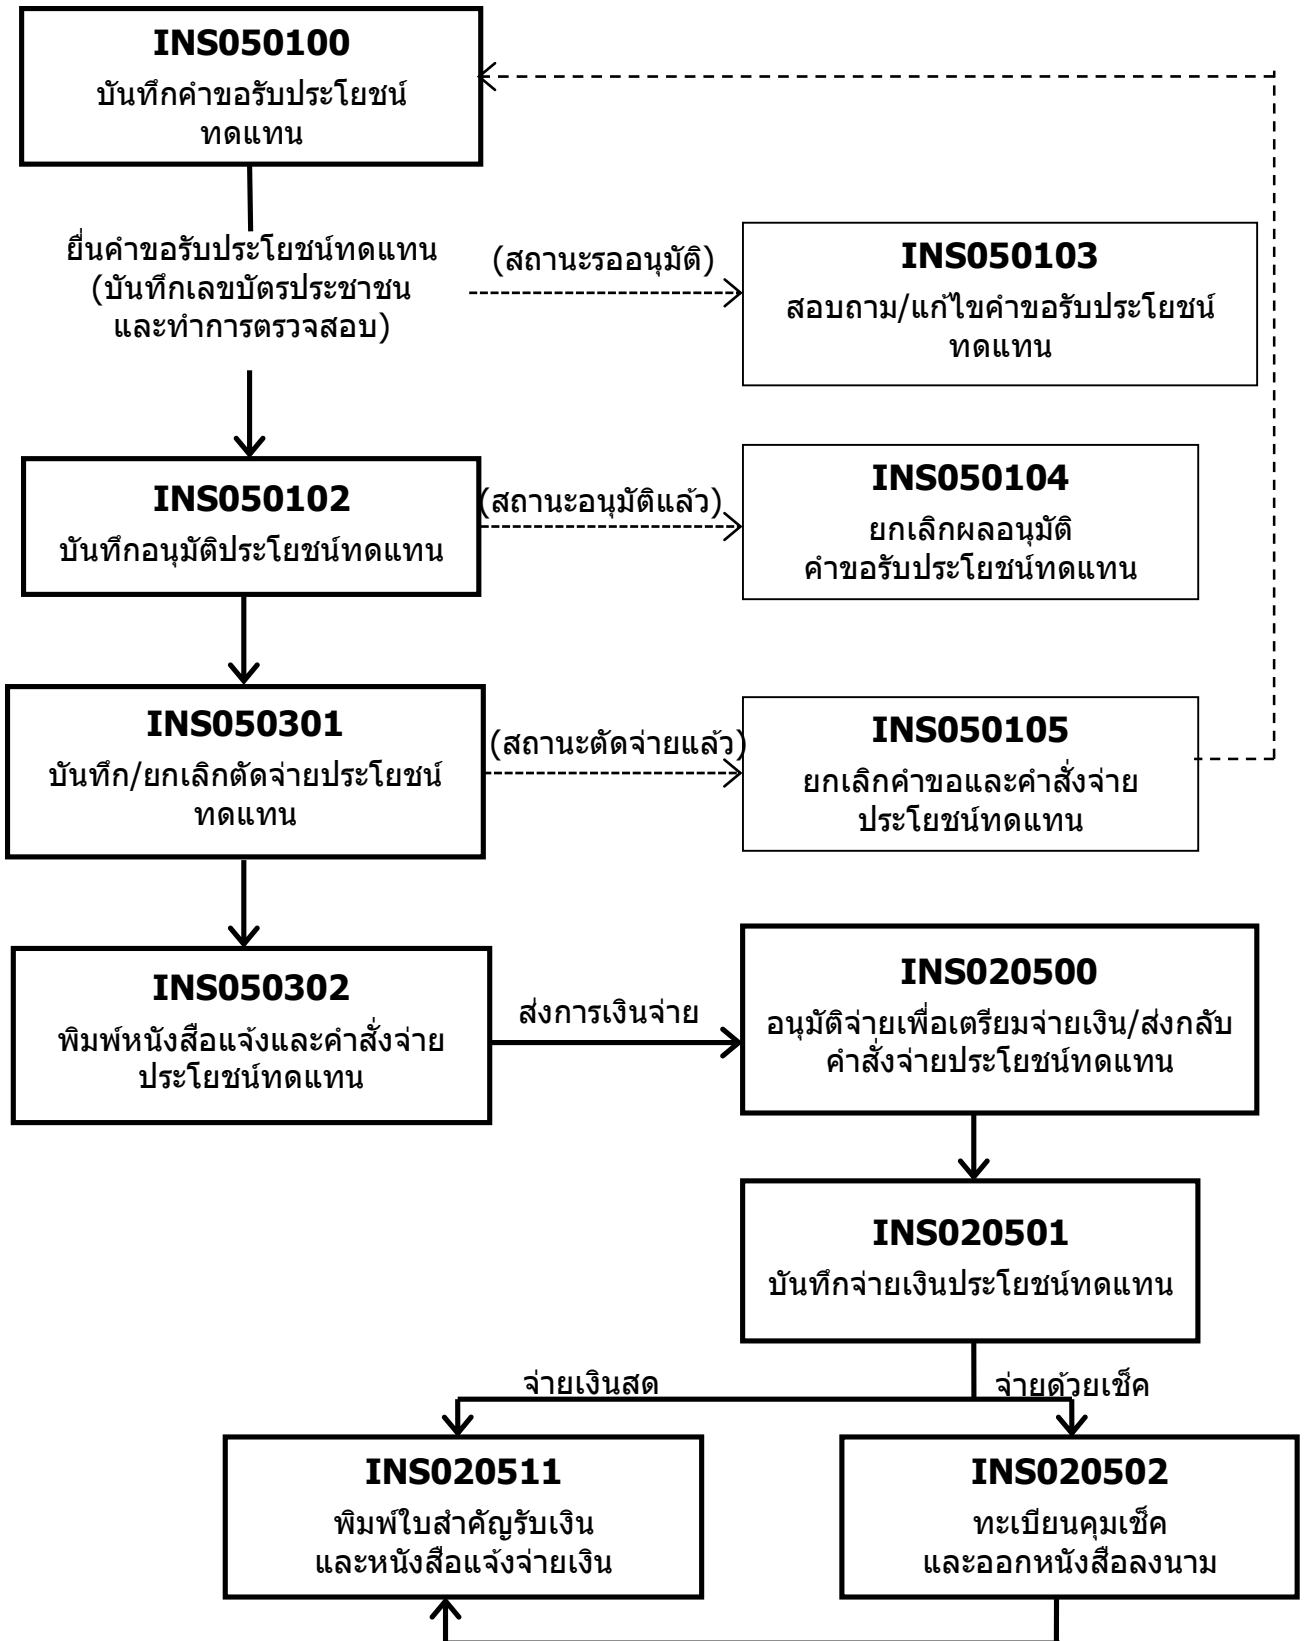 INS050100
บันทึกคำขอรับประโยชน์
ทดแทน
ยื่นคำขอรับประโยชน์ทดแทน
(บันทึกเลขบัตรประชาชน
และทำการตรวจสอบ)
(สถานะรออนุมัติ)
INS050103
สอบถาม/แก้ไขคำขอรับประโยชน์
ทดแทน
INS050102
บันทึกอนุมัติประโยชน์ทดแทน
(สถานะอนุมัติแล้ว)
INS050104
ยกเลิกผลอนุมัติ
คำขอรับประโยชน์ทดแทน
INS050301
บันทึก/ยกเลิกตัดจ่ายประโยชน์
ทดแทน
(สถานะตัดจ่ายแล้ว)
INS050105
ยกเลิกคำขอและคำสั่งจ่าย
ประโยชน์ทดแทน
INS050302
พิมพ์หนังสือแจ้งและคำสั่งจ่าย
ประโยชน์ทดแทน
ส่งการเงินจ่าย
INS020500
อนุมัติจ่ายเพื่อเตรียมจ่ายเงิน/ส่งกลับ
คำสั่งจ่ายประโยชน์ทดแทน
INS020501
บันทึกจ่ายเงินประโยชน์ทดแทน
จ่ายเงินสด
จ่ายด้วยเช็ค
INS020511
พิมพ์ใบสำคัญรับเงิน
และหนังสือแจ้งจ่ายเงิน
INS020502
ทะเบียนคุมเช็ค
และออกหนังสือลงนาม